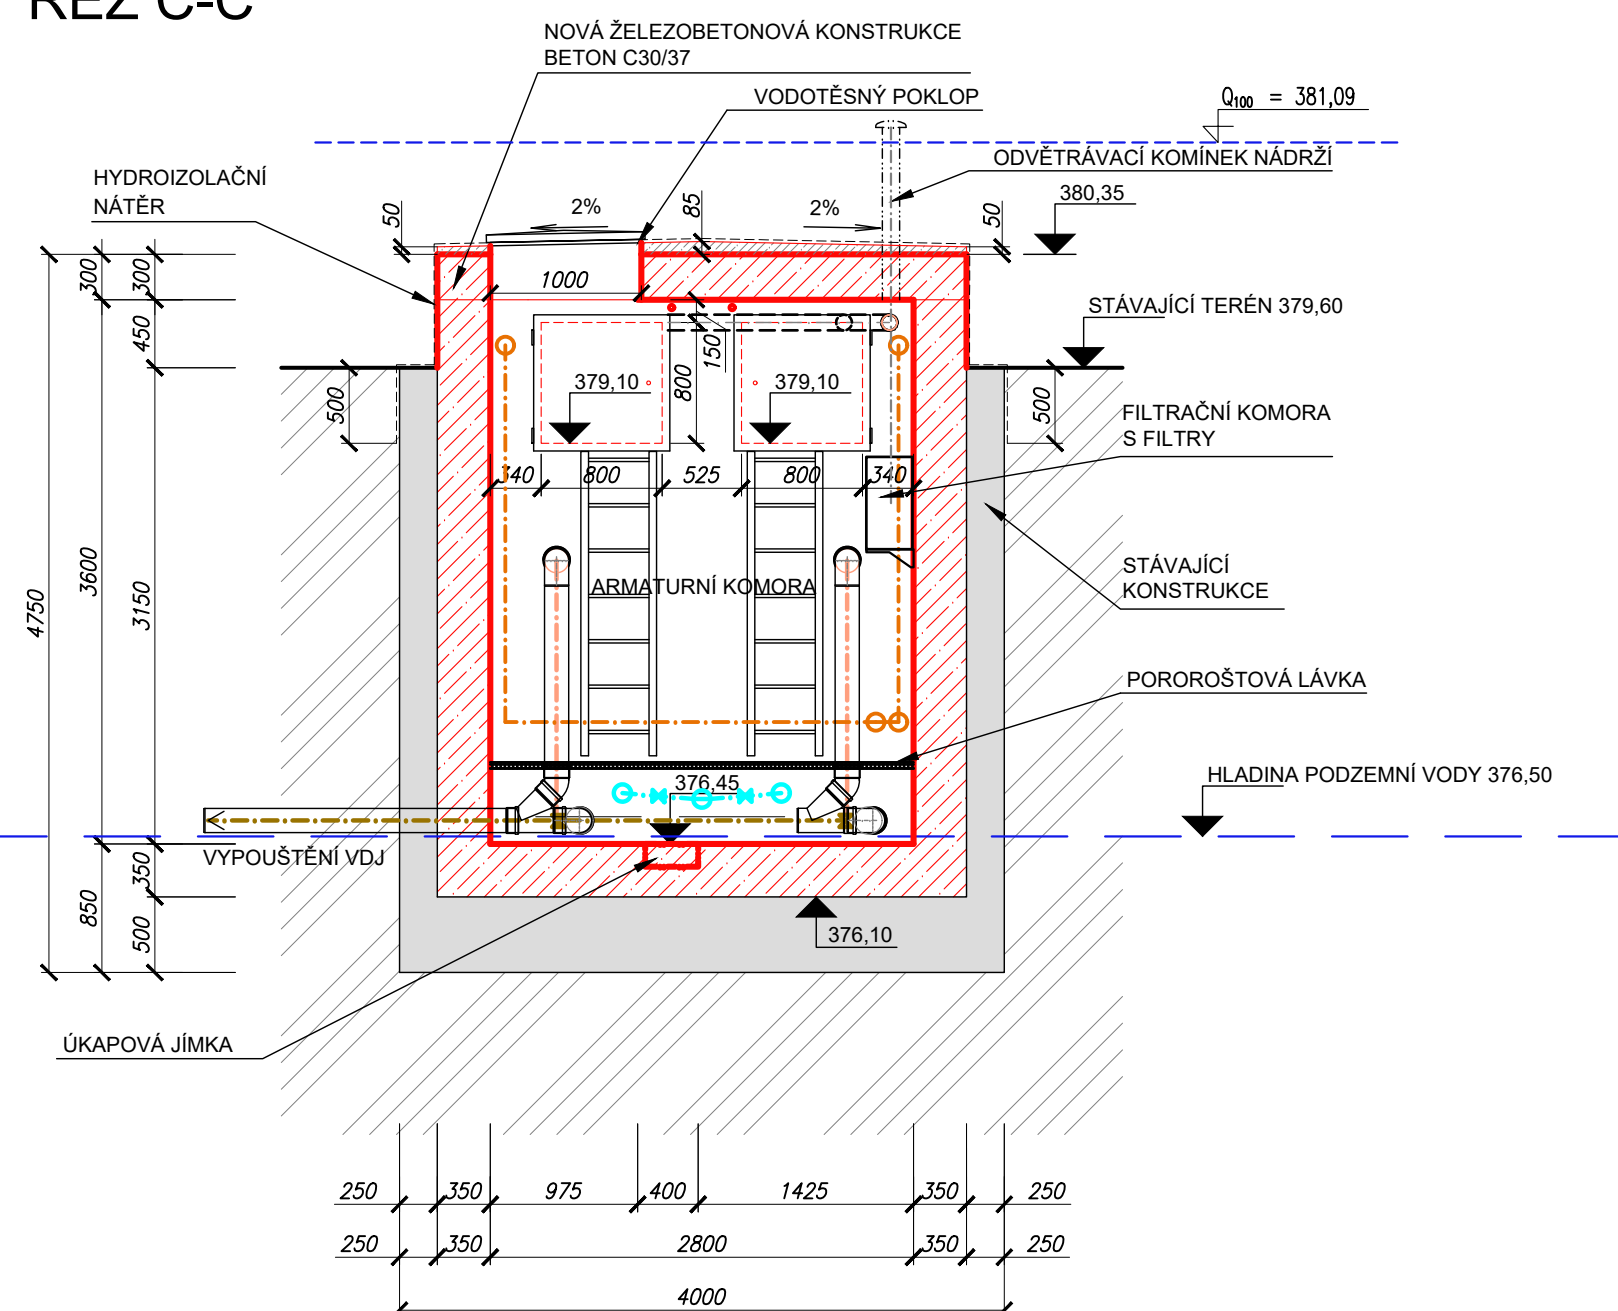 ŘEZ C-C
NOVÁ ŽELEZOBETONOVÁ KONSTRUKCE
BETON C30/37
VODOTĚSNÝ POKLOP
Q100 = 381,09
ODVĚTRÁVACÍ KOMÍNEK NÁDRŽÍ
HYDROIZOLAČNÍ
NÁTĚR
380,35
50
2%
85
2%
50
300
300
1000
STÁVAJÍCÍ TERÉN 379,60
450
150
379,10
800
379,10
500
500
FILTRAČNÍ KOMORA
S FILTRY
340
800
525
800
340
4750
3600
3150
ARMATURNÍ KOMORA
STÁVAJÍCÍ
KONSTRUKCE
POROROŠTOVÁ LÁVKA
376,45
HLADINA PODZEMNÍ VODY 376,50
VYPOUŠTĚNÍ VDJ
350
850
500
376,10
ÚKAPOVÁ JÍMKA
250
350
975
400
1425
350
250
250
350
2800
350
250
4000